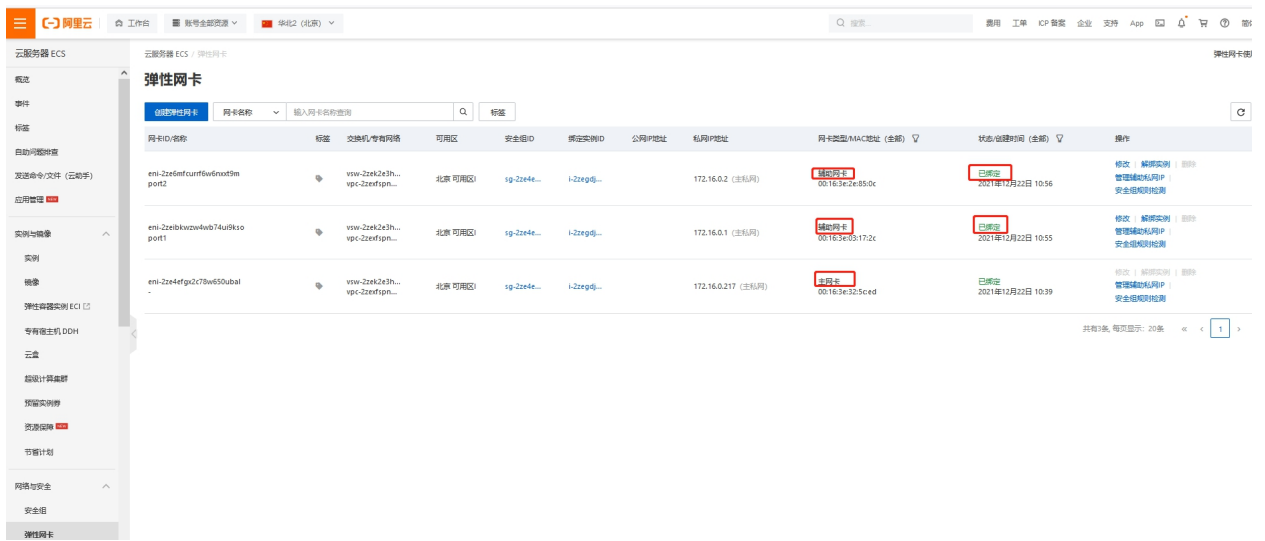 阿里云 工作台 账号全部资源 华北2 (北京) 搜索... 费用 工单 ICP 备案 企业 支持 App
云服务器 ECS
云服务器 ECS / 弹性网卡
弹性网卡
概览
事件
标签
自助问题排查
发送命令/文件 (云助手)
应用管理 NEW
实例与镜像
实例
镜像
弹性容器实例 ECI
专有宿主机 DDH
云盒
超级计算集群
预留实例券
资源保障 NEW
节省计划
网络与安全
安全组
弹性网卡
创建弹性网卡 网卡名称 输入网卡名称查询 标签
网卡ID/名称 标签 交换机/专有网络 可用区 安全组ID 绑定实例ID 公网IP地址 私网IP地址 网卡类型/MAC地址 (全部) 状态/创建时间 (全部) 操作
eni-2ze6mfcurrf6w6nxxt9m vsw-2zek2e3h... 北京 可用区I sg-2ze4e... i-2zegdj... 172.16.0.2 (主私网) 辅助网卡 已绑定 修改 | 解绑实例 | 删除
port2 vpc-2zexfspn... 00:16:3e:2e:85:0c 2021年12月22日 10:56 管理辅助私网IP |
安全组规则检测
eni-2zeibkwzw4wb74ui9kso vsw-2zek2e3h... 北京 可用区I sg-2ze4e... i-2zegdj... 172.16.0.1 (主私网) 辅助网卡 已绑定 修改 | 解绑实例 | 删除
port1 vpc-2zexfspn... 00:16:3e:03:17:2c 2021年12月22日 10:55 管理辅助私网IP |
安全组规则检测
eni-2ze4efgx2c78w650ubal vsw-2zek2e3h... 北京 可用区I sg-2ze4e... i-2zegdj... 172.16.0.217 (主私网) 主网卡 已绑定 修改 | 解绑实例 | 删除
- vpc-2zexfspn... 00:16:3e:32:5c:ed 2021年12月22日 10:39 管理辅助私网IP |
安全组规则检测
共有3条, 每页显示: 20条 « ‹ 1 ›